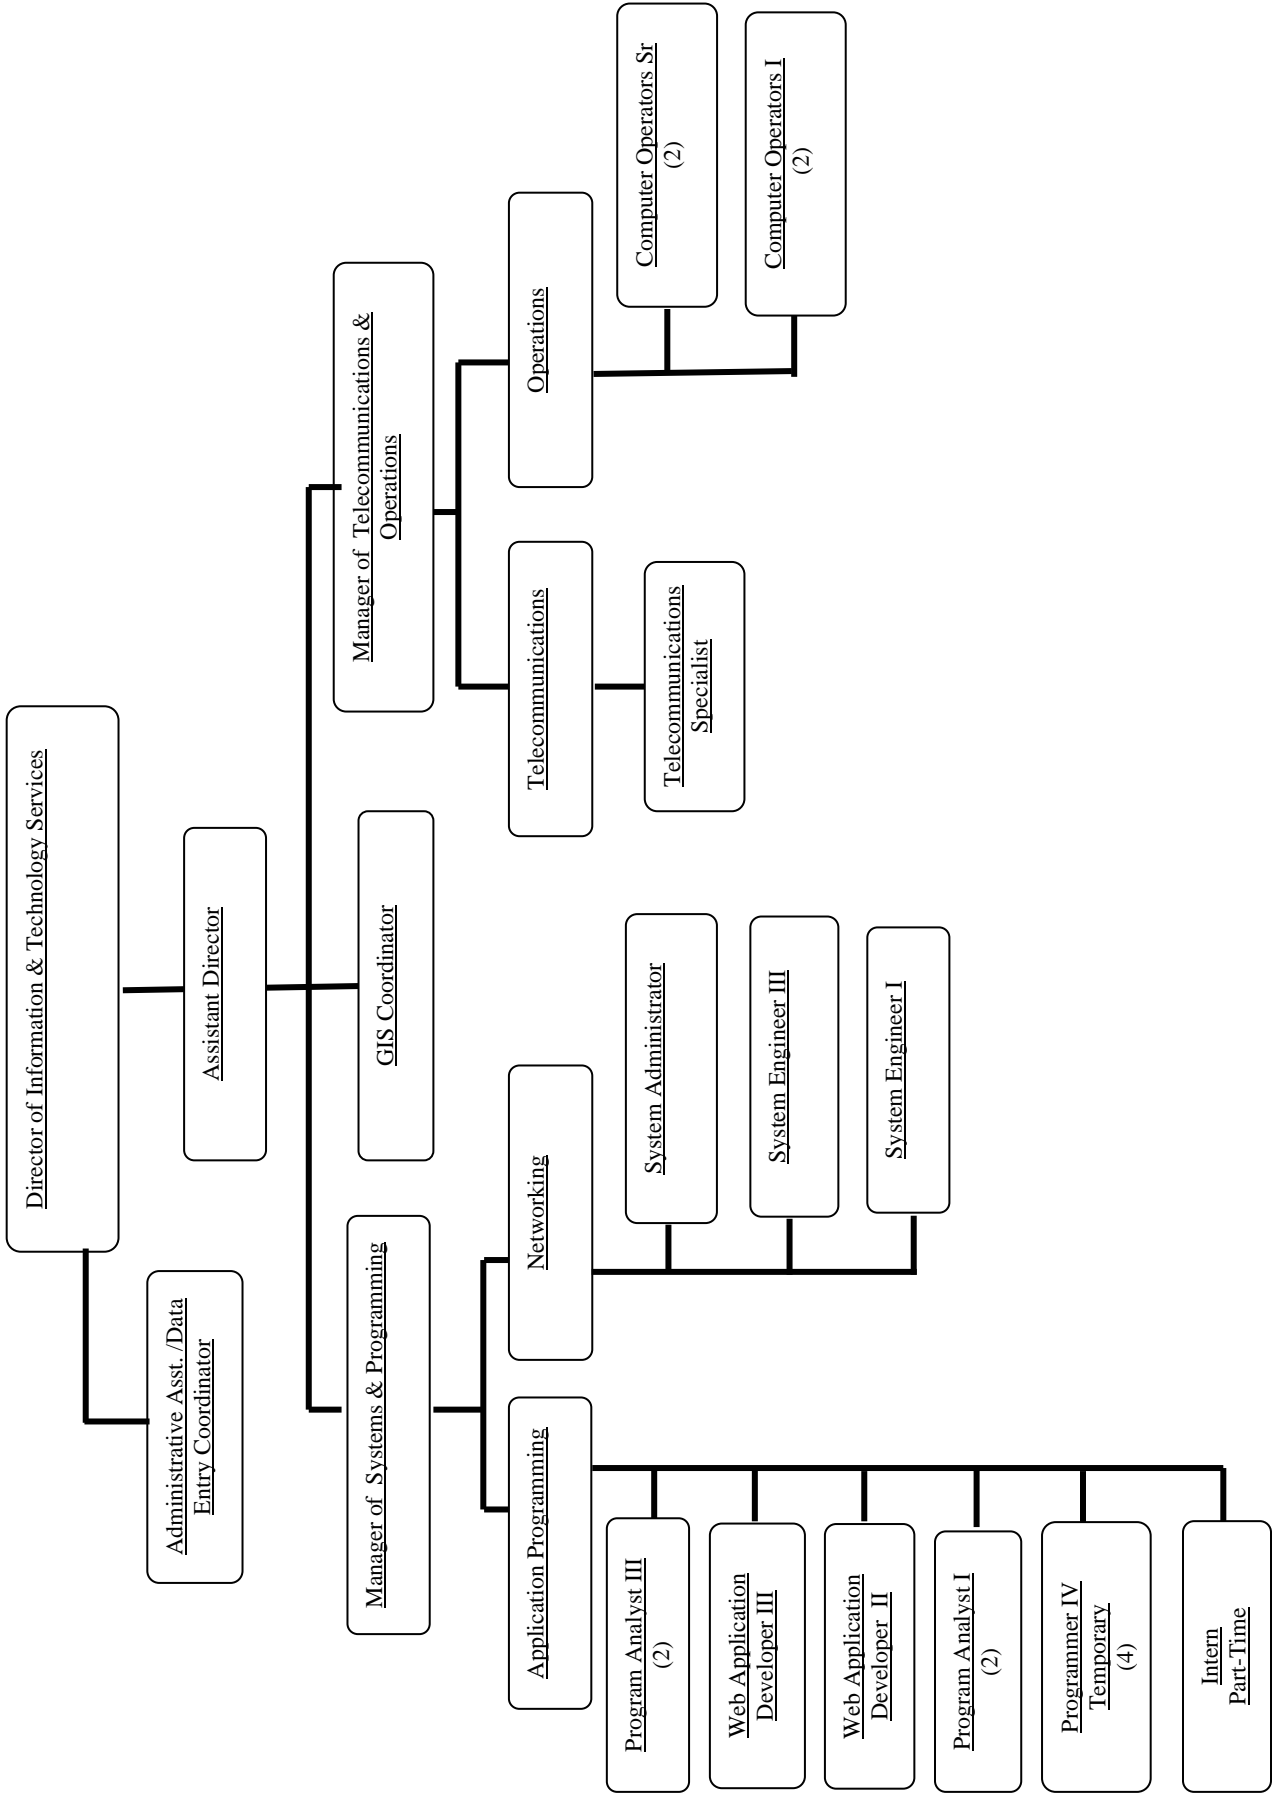 Director of Information & Technology Services
Administrative Asst. /Data
Entry Coordinator
Assistant Director
Manager of  Systems & Programming
GIS Coordinator
Manager of  Telecommunications &
Operations
Application Programming
Networking
Telecommunications
Operations
Program Analyst III
(2)
Web Application
Developer III
Web Application
Developer  II
Program Analyst I
(2)
Programmer IV
Temporary
(4)
Intern
Part-Time
System Administrator
System Engineer III
System Engineer I
Telecommunications
Specialist
Computer Operators Sr
(2)
Computer Operators I
(2)